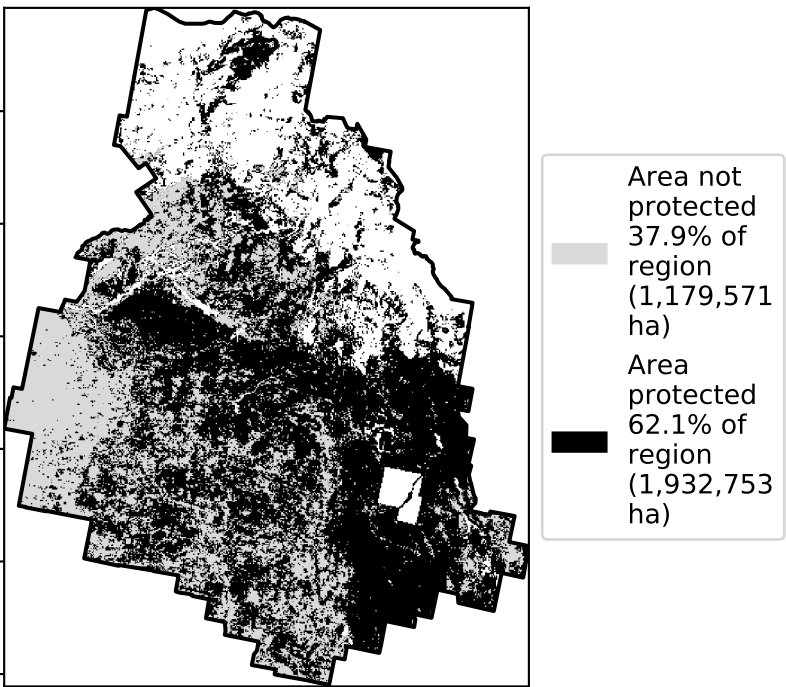 Area not
protected
37.9% of
region
(1,179,571
ha)
Area
protected
62.1% of
region
(1,932,753
ha)